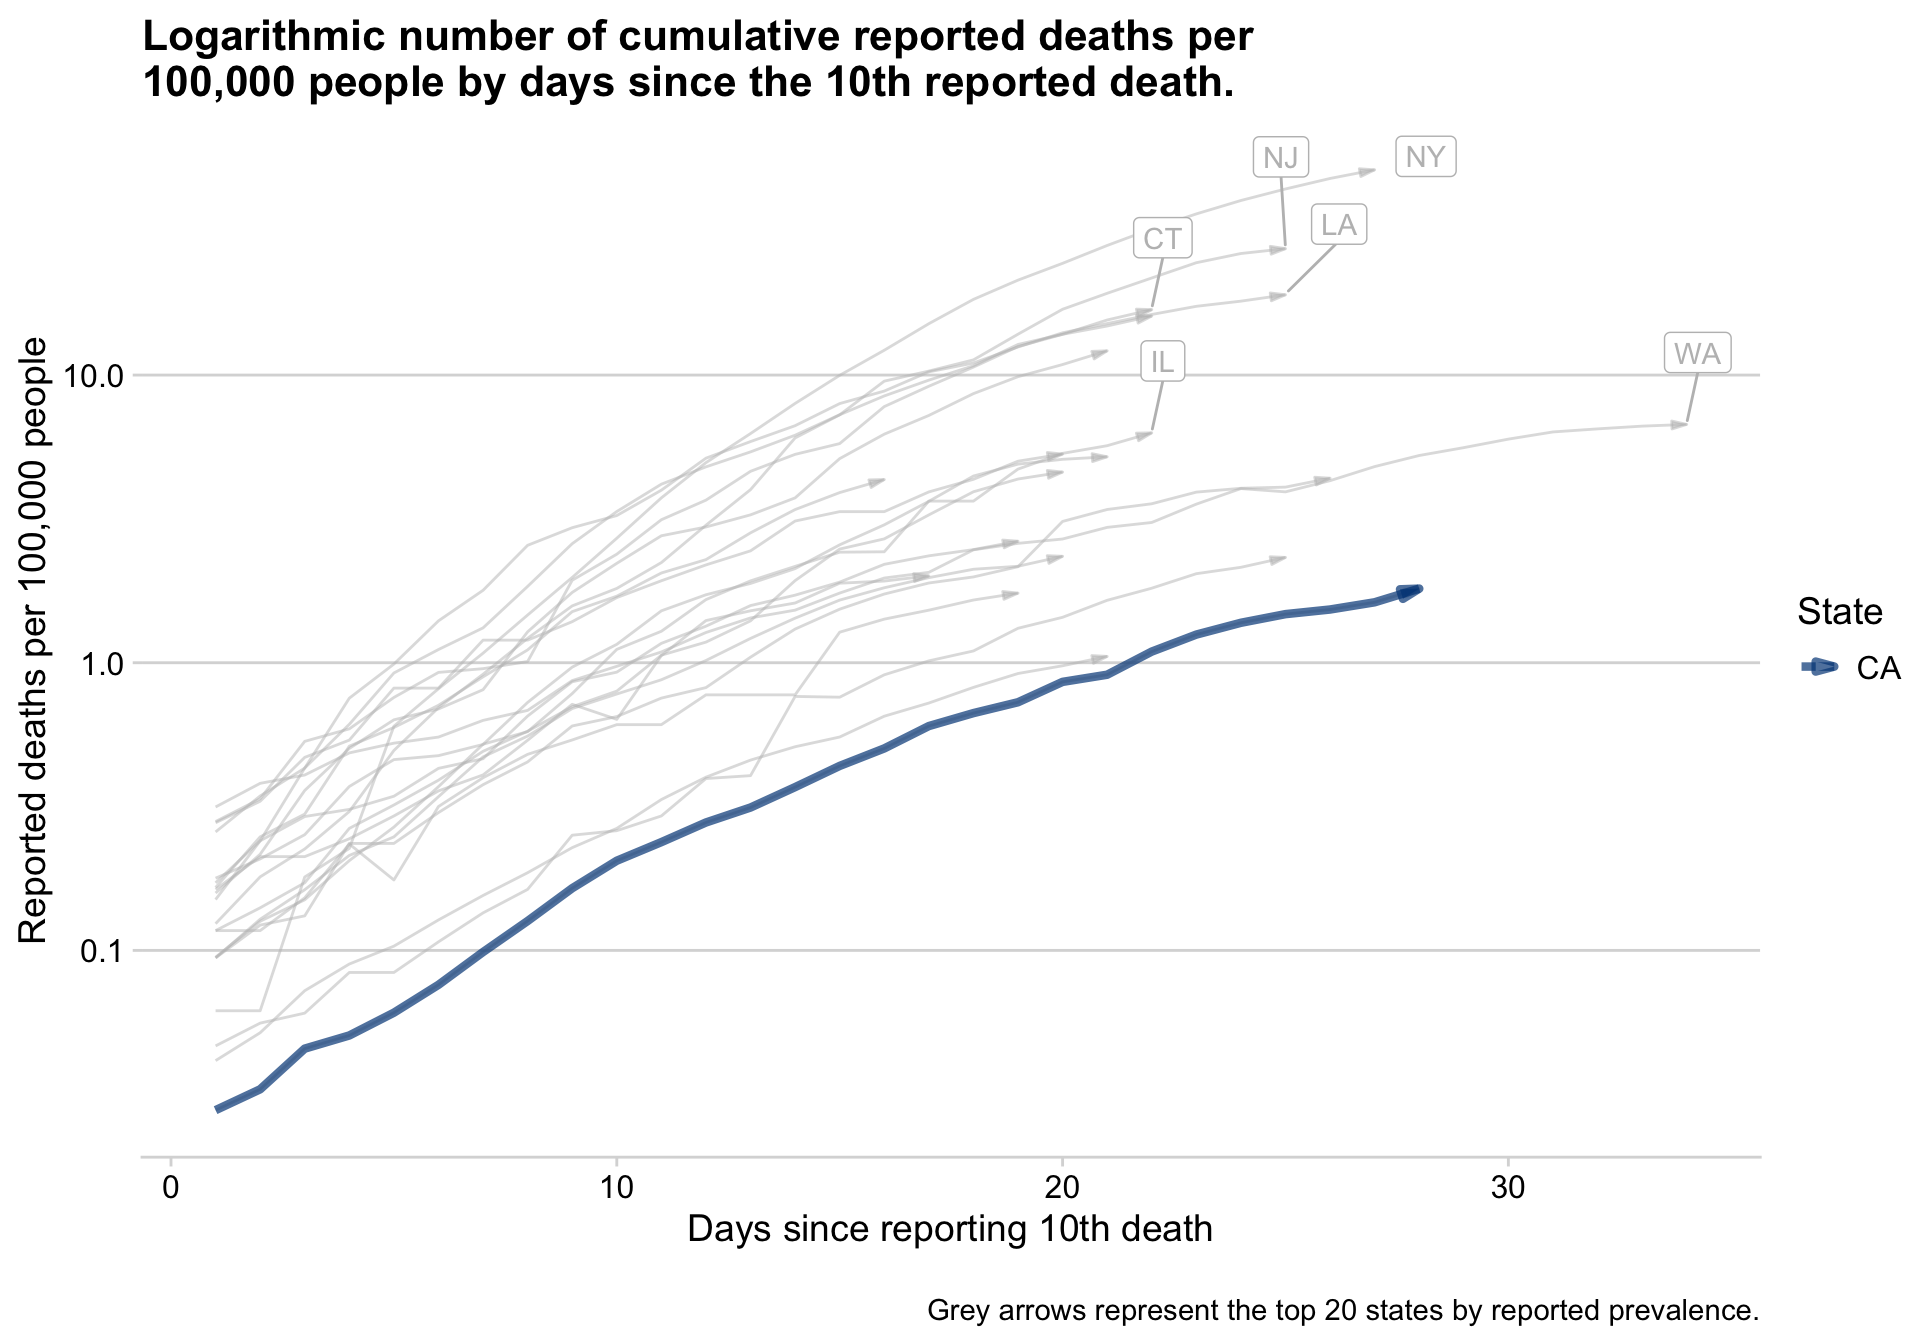 Logarithmic number of cumulative reported deaths per
100,000 people by days since the 10th reported death.
NJ
NY
LA
CT
WA
IL
10.0
1.0
0.1
Reported deaths per 100,000 people
State
CA
0
10
20
30
Days since reporting 10th death
Grey arrows represent the top 20 states by reported prevalence.